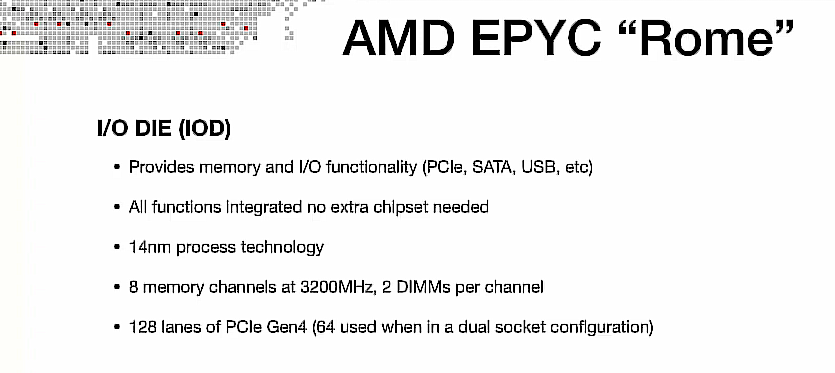 AMD EPYC “Rome”
I/O DIE (IOD)
• Provides memory and I/O functionality (PCIe, SATA, USB, etc)
• All functions integrated no extra chipset needed
• 14nm process technology
• 8 memory channels at 3200MHz, 2 DIMMs per channel
• 128 lanes of PCIe Gen4 (64 used when in a dual socket configuration)